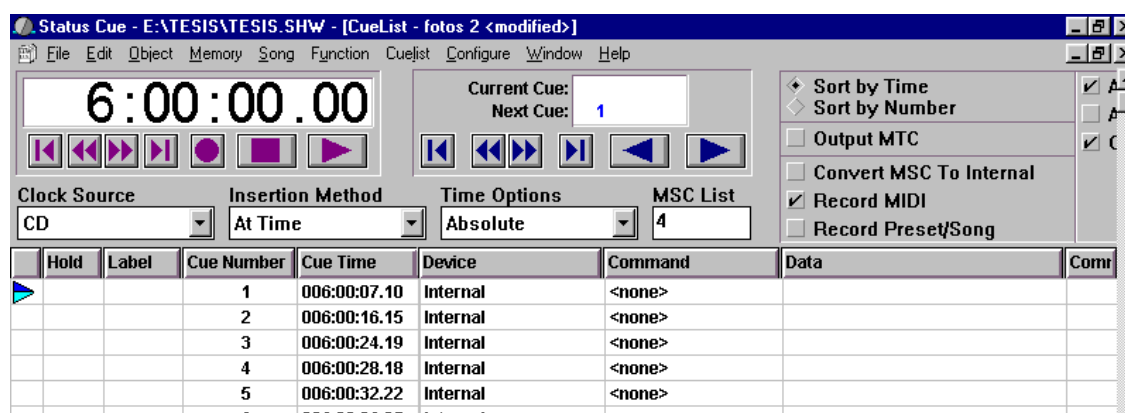 Status Cue - E:\TESIS\TESIS.SHW - [CueList - fotos 2 <modified>]
File Edit Object Memory Song Function Cuelist Configure Window Help
6:00:00.00
Current Cue:
Next Cue: 1
Sort by Time
Sort by Number
Output MTC
Convert MSC To Internal
Record MIDI
Record Preset/Song
Clock Source Insertion Method Time Options MSC List
CD At Time Absolute 4
Hold Label Cue Number Cue Time Device Command Data
1 006:00:07.10 Internal <none>
2 006:00:16.15 Internal <none>
3 006:00:24.19 Internal <none>
4 006:00:28.18 Internal <none>
5 006:00:32.22 Internal <none>